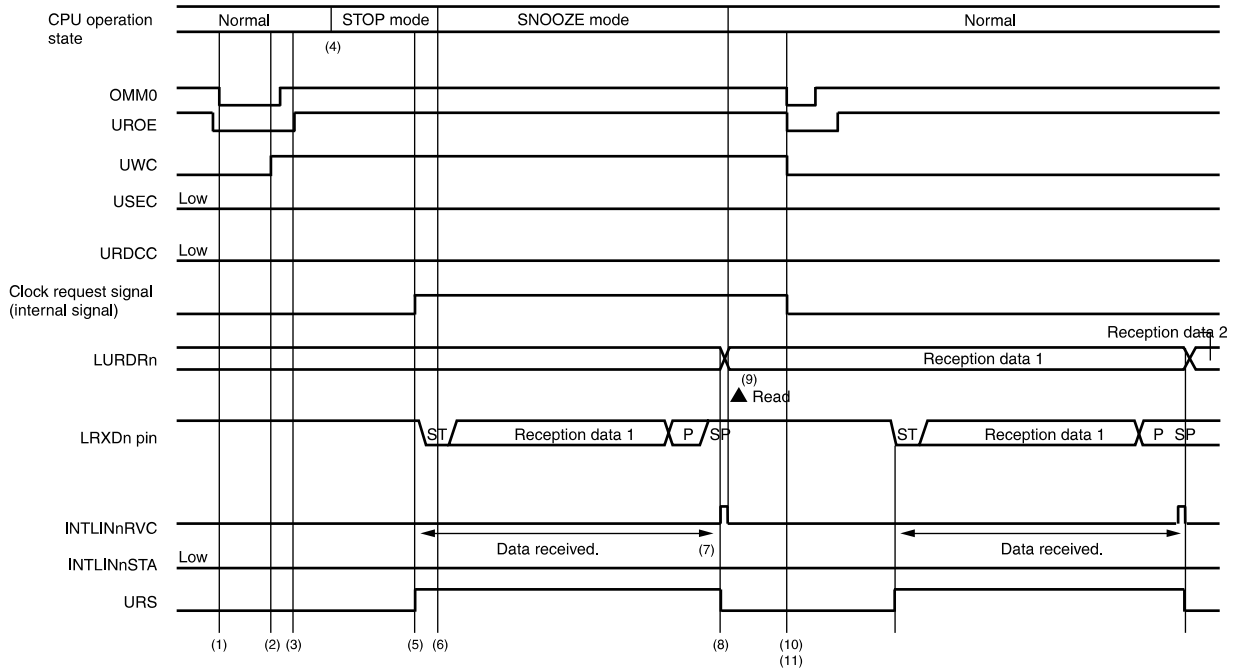 CPU operation
state
Normal
STOP mode
SNOOZE mode
Normal
(4)
OMM0
UROE
UWC
USEC
Low
URDCC
Low
Clock request signal
(internal signal)
Reception data 2
LURDRn
Reception data 1
(9)
Read
LRXDn pin
ST
Reception data 1
P
SP
ST
Reception data 1
P
SP
INTLINnRVC
Data received.
(7)
Data received.
INTLINnSTA
Low
URS
(1)
(2)
(3)
(5)
(6)
(8)
(10)
(11)